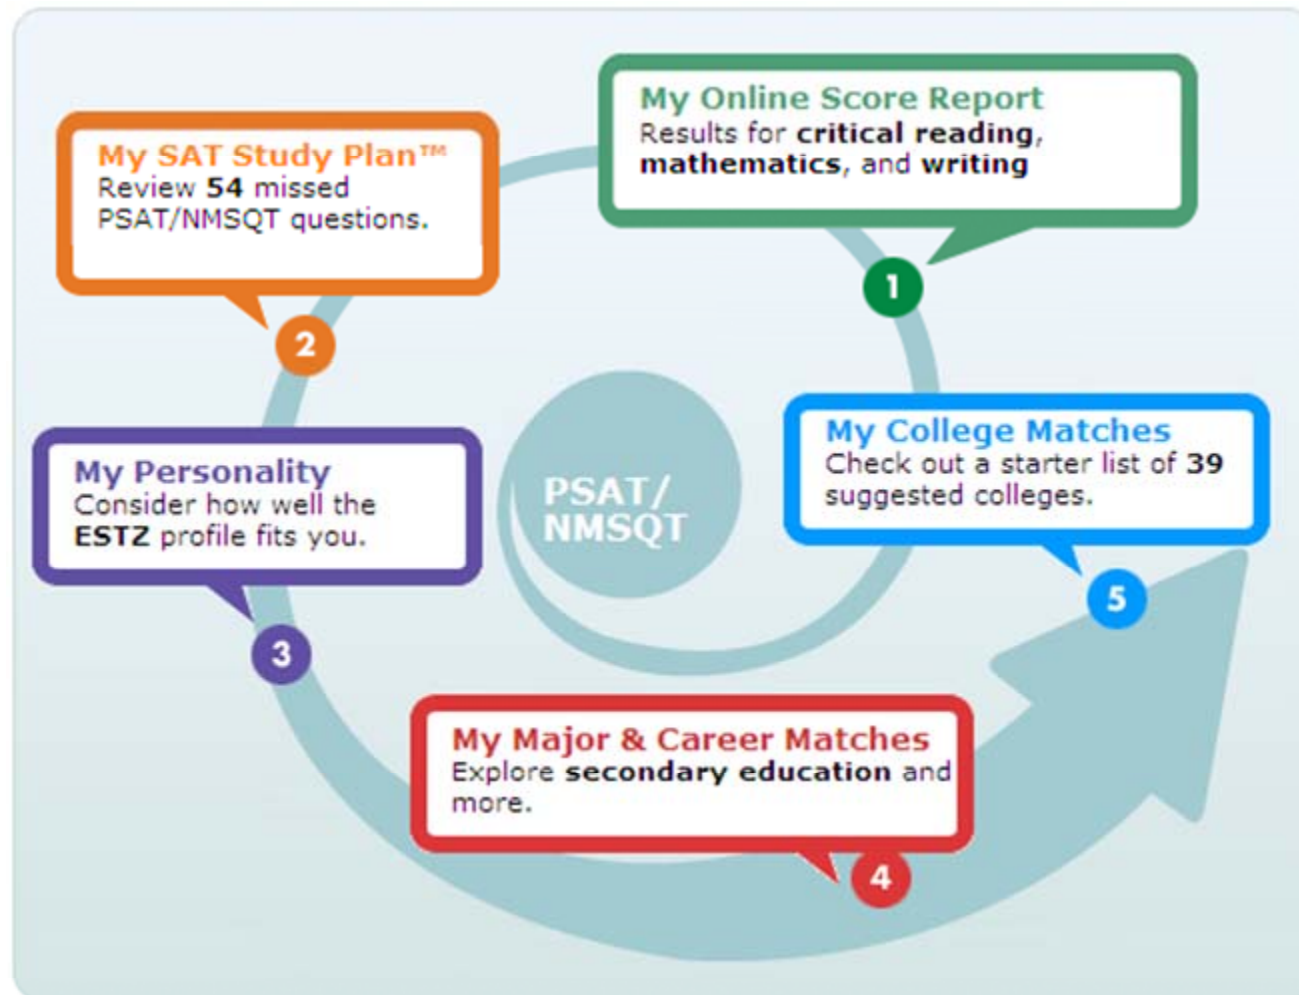 My Online Score Report
Results for critical reading,
mathematics, and writing
1
My SAT Study Plan™
Review 54 missed
PSAT/NMSQT questions.
2
My Personality
Consider how well the
ESTZ profile fits you.
3
My Major & Career Matches
Explore secondary education and
more.
4
My College Matches
Check out a starter list of 39
suggested colleges.
5
PSAT/
NMSQT